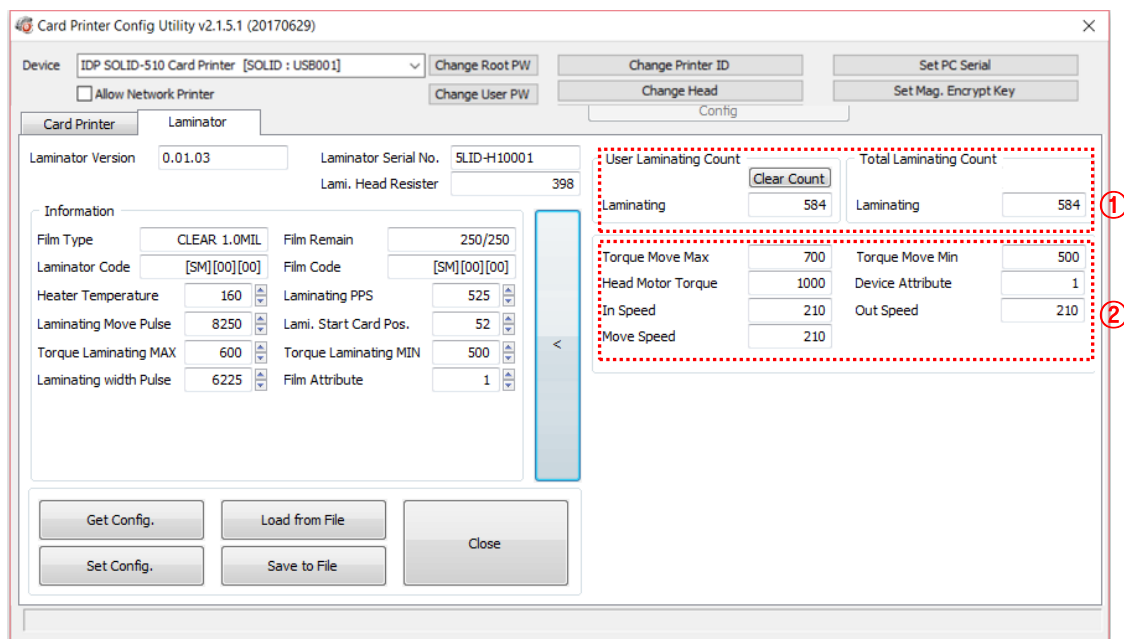 Card Printer Config Utility v2.1.5.1 (20170629)
Device IDP SOLID-510 Card Printer [SOLID : USB001] Change Root PW Change Printer ID Set PC Serial
Allow Network Printer Change User PW Change Head Set Mag. Encrypt Key
Config
Card Printer Laminator
Laminator Version 0.01.03 Laminator Serial No. 5LID-H10001
Lami. Head Resister 398
Information
Film Type CLEAR 1.0MIL Film Remain 250/250
Laminator Code [SM][00][00] Film Code [SM][00][00]
Heater Temperature 160 Laminating PPS 525
Laminating Move Pulse 8250 Lami. Start Card Pos. 52
Torque Laminating MAX 600 Torque Laminating MIN 500
Laminating width Pulse 6225 Film Attribute 1
<
Get Config. Load from File Close
Set Config. Save to File
User Laminating Count Total Laminating Count
Clear Count
Laminating 584 Laminating 584 ①
Torque Move Max 700 Torque Move Min 500
Head Motor Torque 1000 Device Attribute 1
In Speed 210 Out Speed 210 ②
Move Speed 210